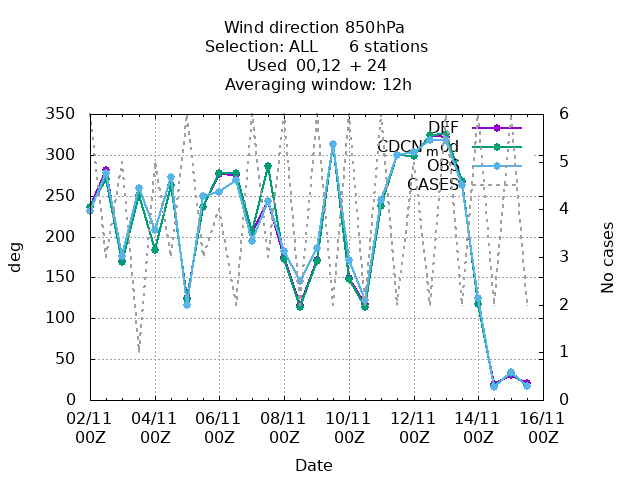 Wind direction 850hPa
Selection: ALL 6 stations
Used 00,12 + 24
Averaging window: 12h
350 6
DEF
CDCN_mod
300 5
OBS
CASES
250
4
200
deg No cases
3
150
2
100
50 1
0 0
02/11 04/11 06/11 08/11 10/11 12/11 14/11 16/11
00Z 00Z 00Z 00Z 00Z 00Z 00Z 00Z
Date